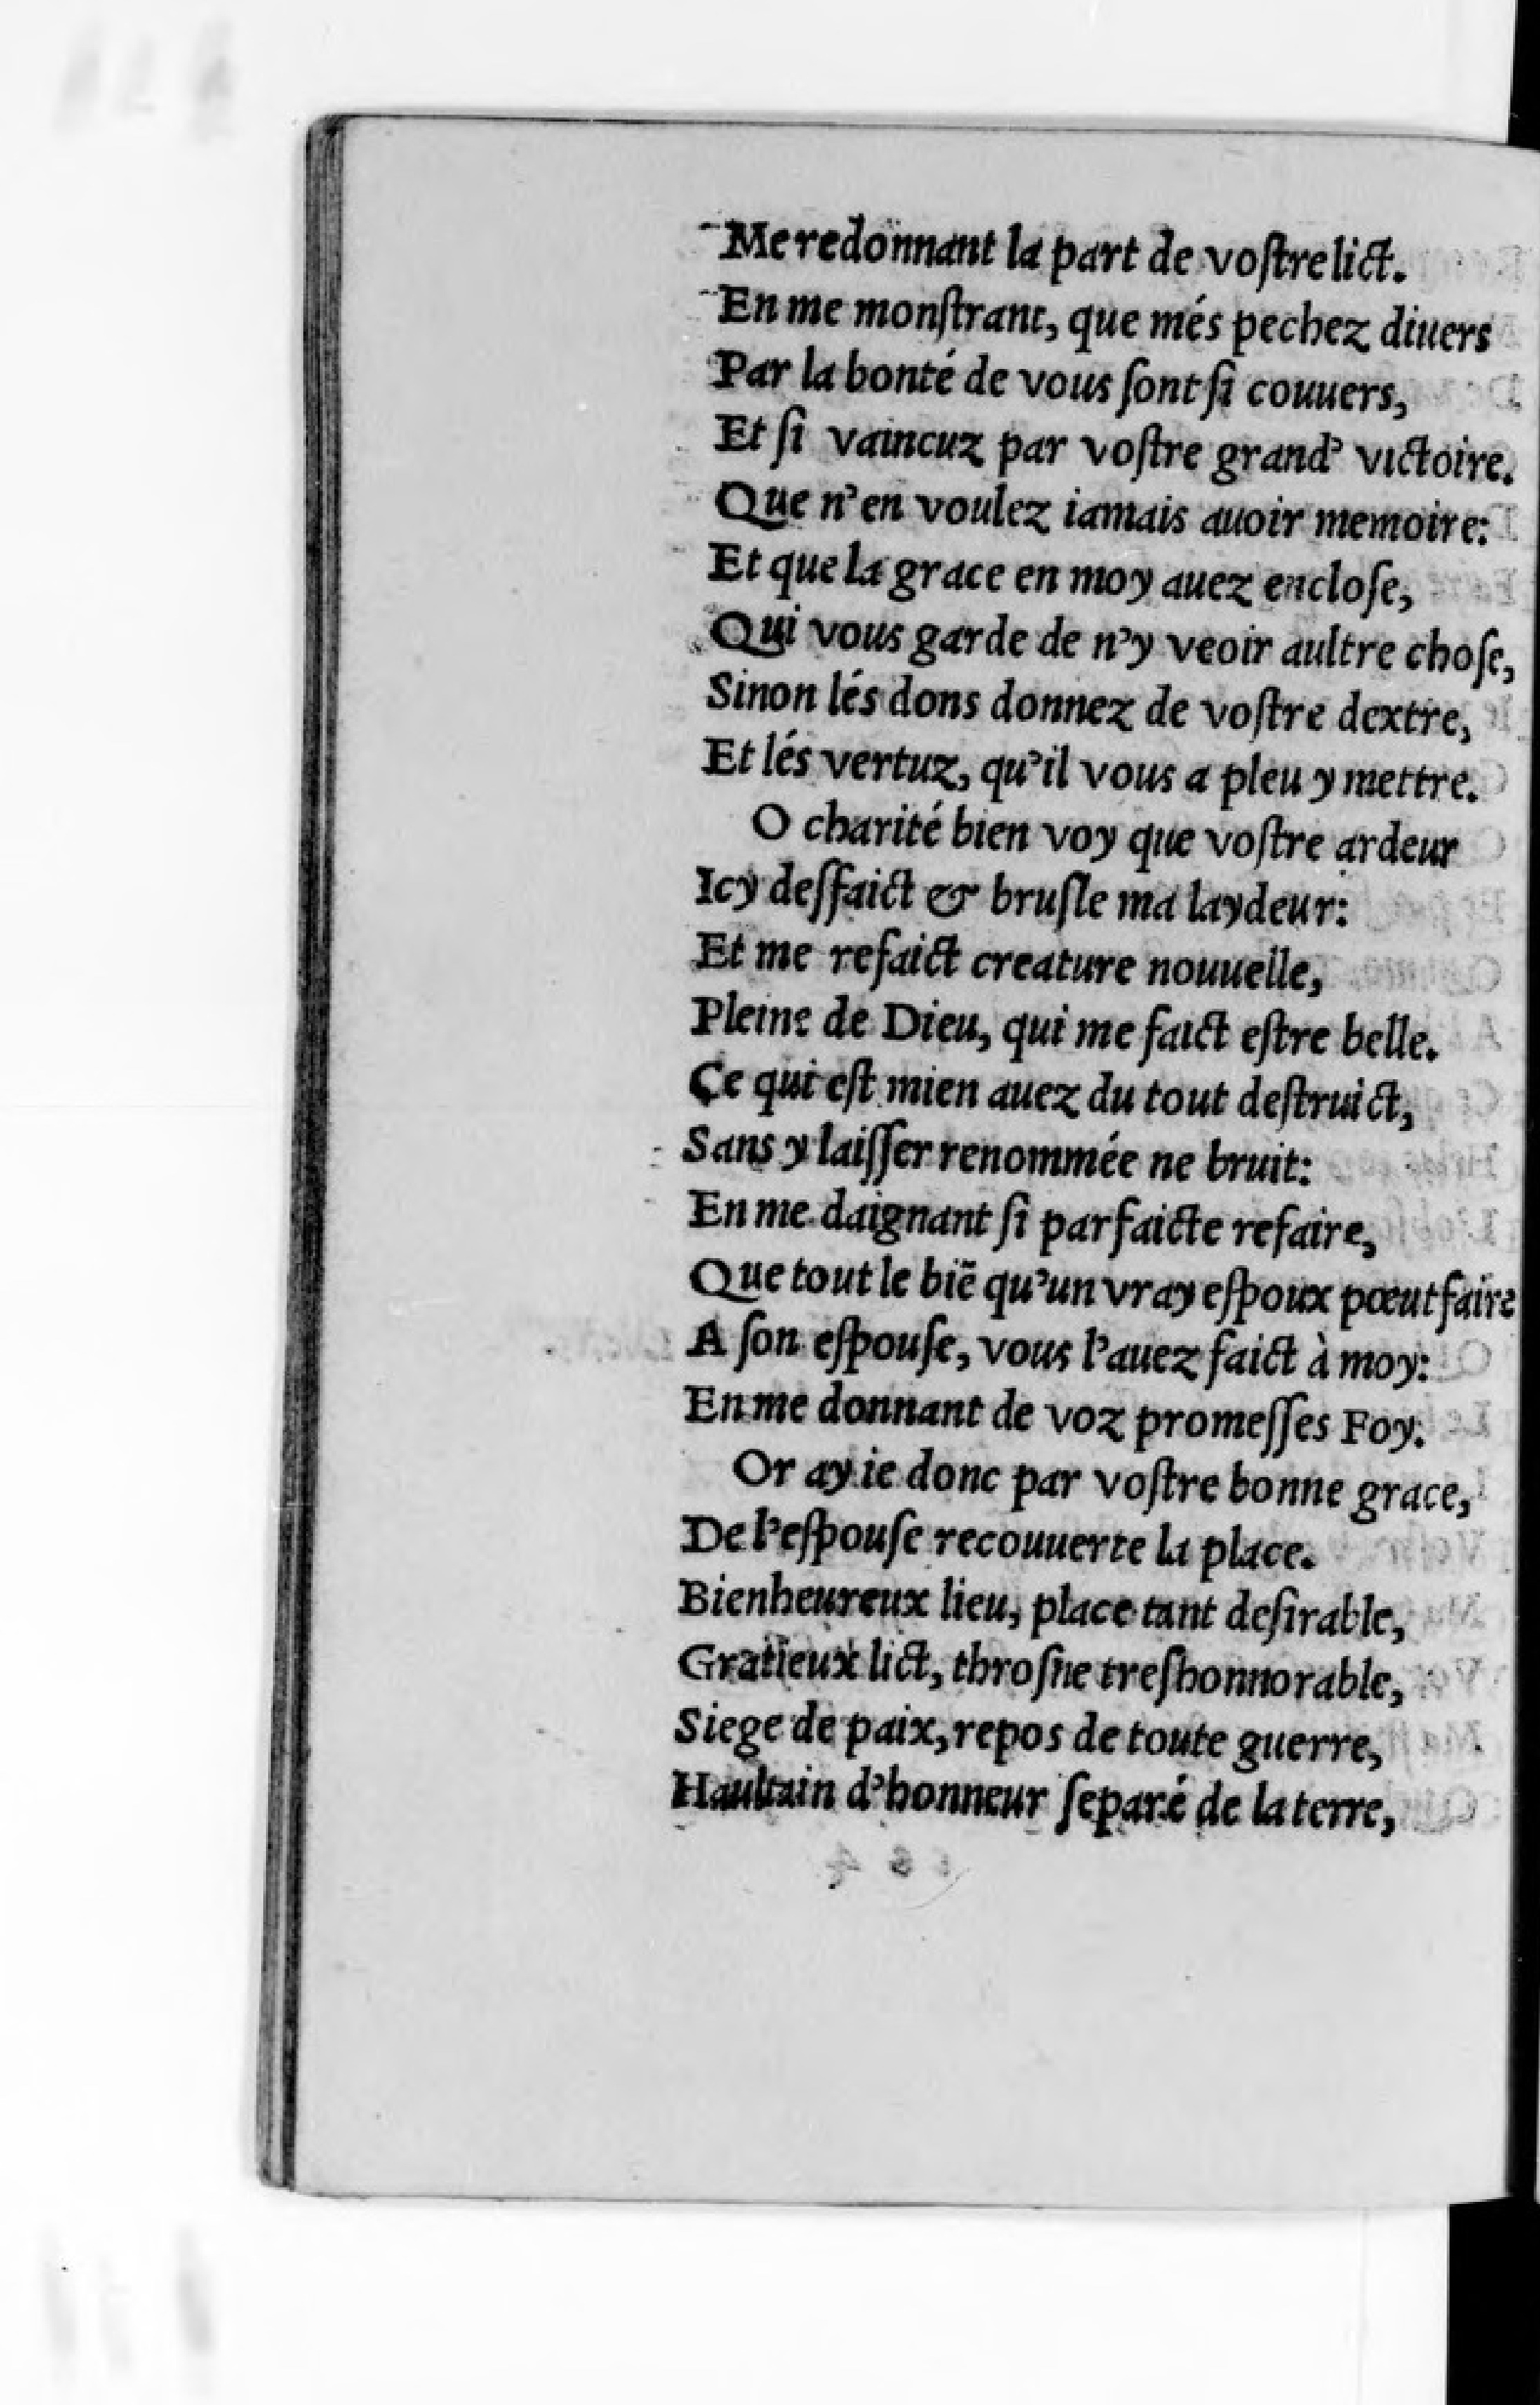 Me redonnant la part de voſtre lict.
En me monſtrant, que més pechez diuers
Par la bonté de vous ſont ſi couuers,
Et ſi vaincuz par voſtre grand' victoire.
Que n'en voulez iamais auoir memoire:
Et que la grace en moy auez encloſe,
Qui vous garde de n'y veoir aultre choſe,
Sinon lés dons donnez de voſtre dextre,
Et lés vertuz, qu'il vous a pleu y mettre.
O charité bien voy que voſtre ardeur
Icy deſfaict & bruſle ma laydeur:
Et me refaict creature nouuelle,
Pleine de Dieu, qui me faict eſtre belle.
Ce qui eſt mien auez du tout deſtruict,
Sans y laiſſer renommée ne bruit:
En me daignant ſi parfaicte refaire,
Que tout le biē qu'un vray eſpoux pœut faire
A ſon eſpouſe, vous l'auez faict à moy:
En me donnant de voz promeſſes Foy.
Or ay ie donc par voſtre bonne grace,
De l'eſpouſe recouuerte la place.
Bienheureux lieu, place tant deſirable,
Gratieux lict, throſne treſhonnorable,
Siege de paix, repos de toute guerre,
Haultain d'honneur ſeparé de la terre,